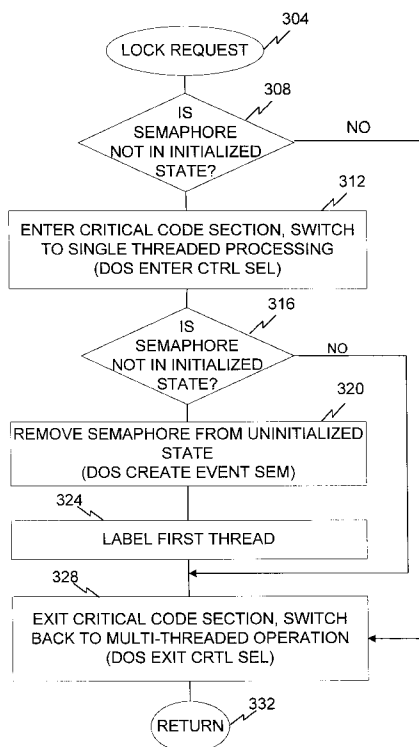 304
LOCK REQUEST
308
IS
SEMAPHORE
NOT IN INITIALIZED
STATE?
NO
312
ENTER CRITICAL CODE SECTION, SWITCH
TO SINGLE THREADED PROCESSING
(DOS ENTER CTRL SEL)
316
IS
SEMAPHORE
NOT IN INITIALIZED
STATE?
NO
320
REMOVE SEMAPHORE FROM UNINITIALIZED
STATE
(DOS CREATE EVENT SEM)
324
LABEL FIRST THREAD
328
EXIT CRITICAL CODE SECTION, SWITCH
BACK TO MULTI-THREADED OPERATION
(DOS EXIT CRTL SEL)
RETURN
332